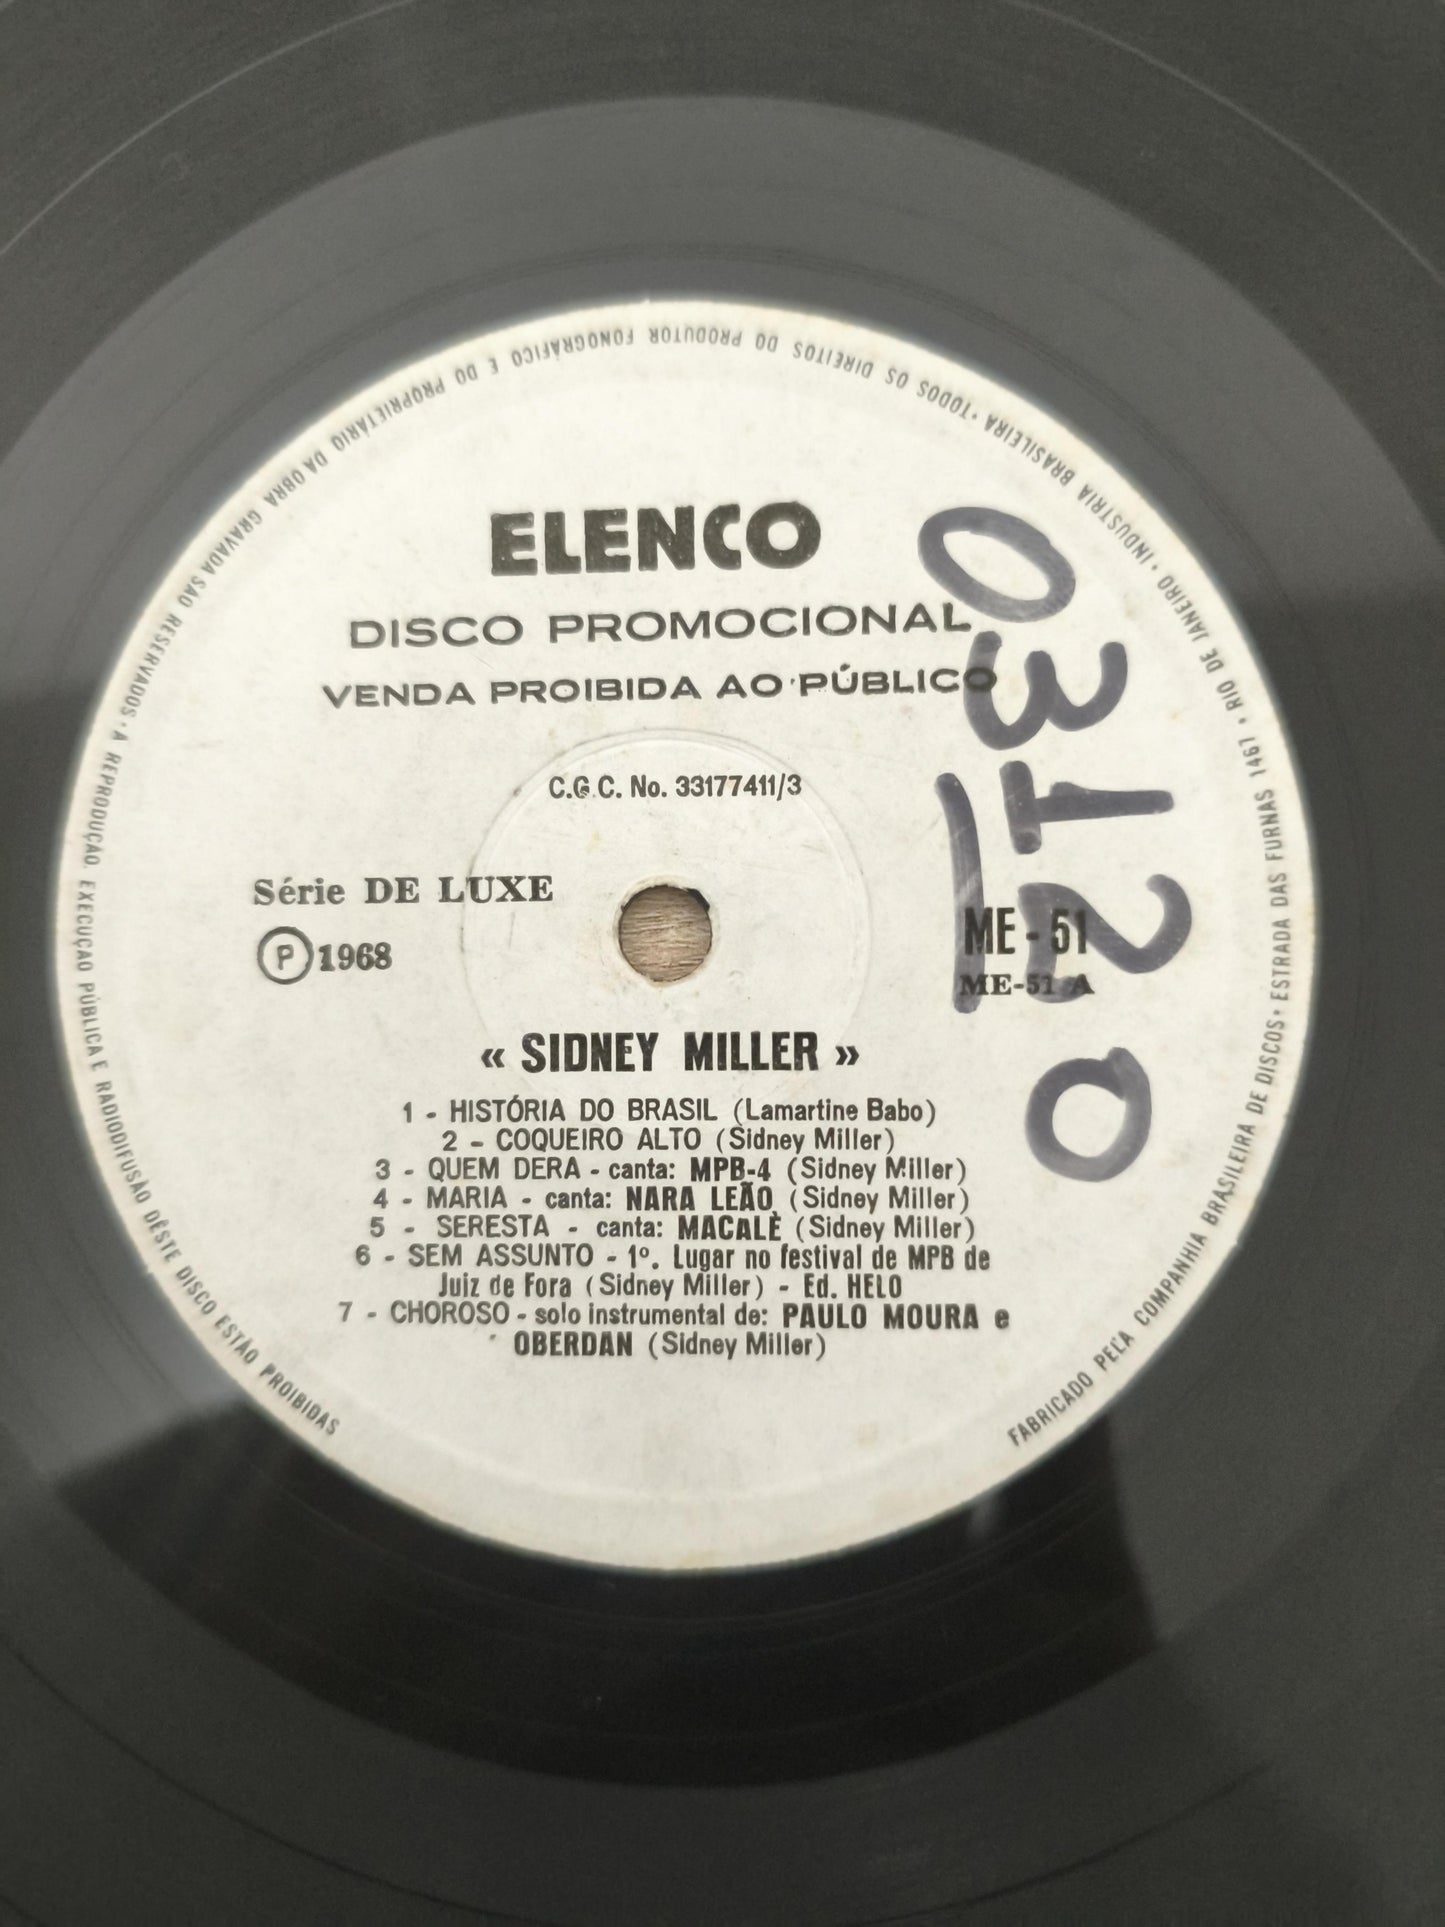 ELENCO
DISCO PROMOCIONAL
VENDA PROIBIDA AO PÚBLICO
C.G.C. No. 33177411/3
Série DE LUXE
Ⓟ 1968
ME - 51
ME-51 A
03120
« SIDNEY MILLER »
1 - HISTÓRIA DO BRASIL (Lamartine Babo)
2 - COQUEIRO ALTO (Sidney Miller)
3 - QUEM DERA - canta: MPB-4 (Sidney Miller)
4 - MARIA - canta: NARA LEÃO (Sidney Miller)
5 - SERESTA - canta: MACALÈ (Sidney Miller)
6 - SEM ASSUNTO - 1º. Lugar no festival de MPB de
Juiz de Fora (Sidney Miller) - Ed. HELO
7 - CHOROSO - solo instrumental de: PAULO MOURA e
OBERDAN (Sidney Miller)
FABRICADO PELA COMPANHIA BRASILEIRA DE DISCOS • ESTRADA DAS FURNAS 1467 • RIO DE JANEIRO • INDUSTRIA BRASILEIRA • TODOS OS DIREITOS DO PRODUTOR FONOGRÁFICO E DO PROPRIETÁRIO DA OBRA GRAVADA SAO RESERVADOS • A REPRODUÇAO, EXECUÇAO PÚBLICA E RADIODIFUSÃO DÊSTE DISCO ESTÃO PROIBIDAS